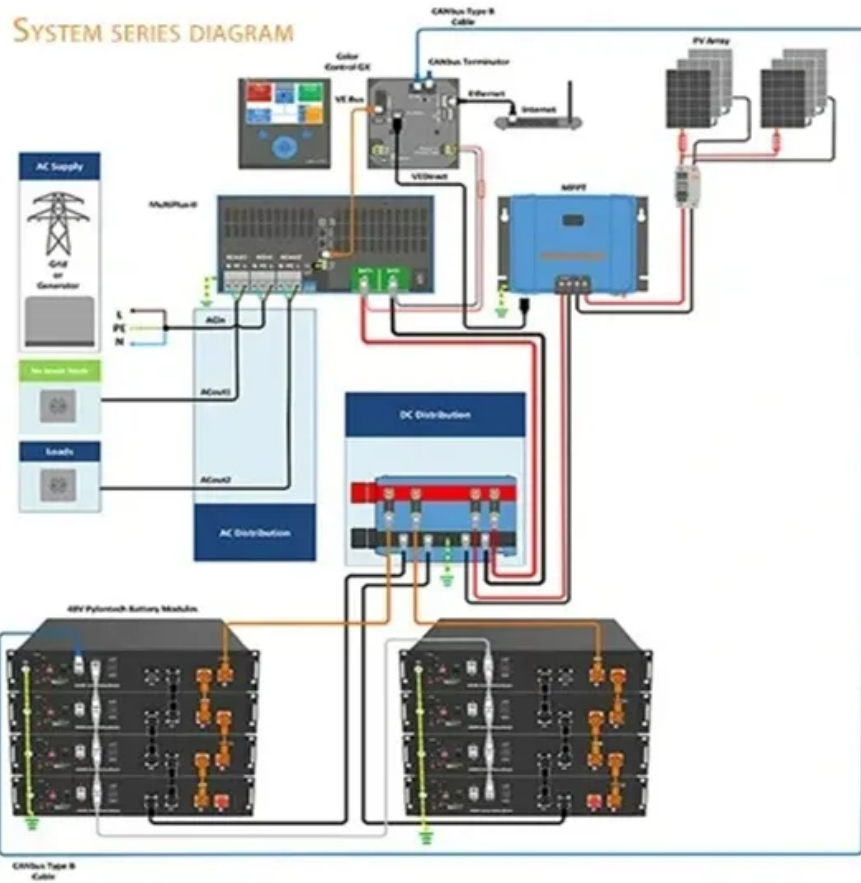 SYSTEM SERIES DIAGRAM
CANbus Type B
Cable
Color
Control GX
CANbus Terminator
PV Array
VE Bus
Ethernet
Internet
AC Supply
VE Direct
MPPT
MultiPlus-II
Grid
or
Generator
L
PE
N
ACin
ACout1
DC Distribution
Loads
ACout2
AC Distribution
48V Pylontech Battery Modules
CANbus Type B
Cable